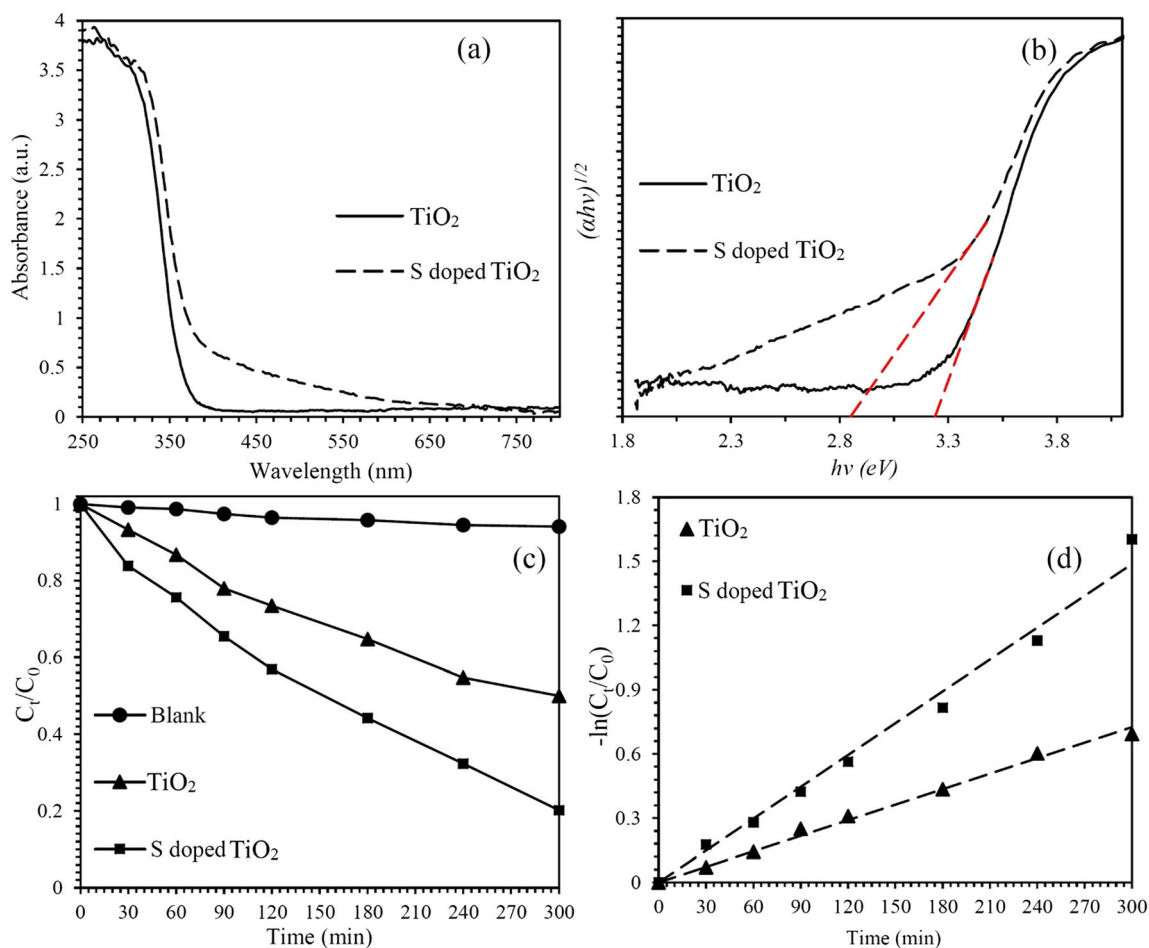 (a)
4
3.5
3
2.5
2
1.5
1
0.5
0
Absorbance (a.u.)
TiO₂
S doped TiO₂
250 350 450 550 650 750
Wavelength (nm)
(b)
(αhν)^1/2
TiO₂
S doped TiO₂
1.8 2.3 2.8 3.3 3.8
hν (eV)
(c)
1
0.8
0.6
0.4
0.2
0
Cₜ/C₀
Blank
TiO₂
S doped TiO₂
0 30 60 90 120 150 180 210 240 270 300
Time (min)
(d)
1.8
1.5
1.2
0.9
0.6
0.3
0
-ln(Cₜ/C₀)
TiO₂
S doped TiO₂
0 30 60 90 120 150 180 210 240 270 300
Time (min)